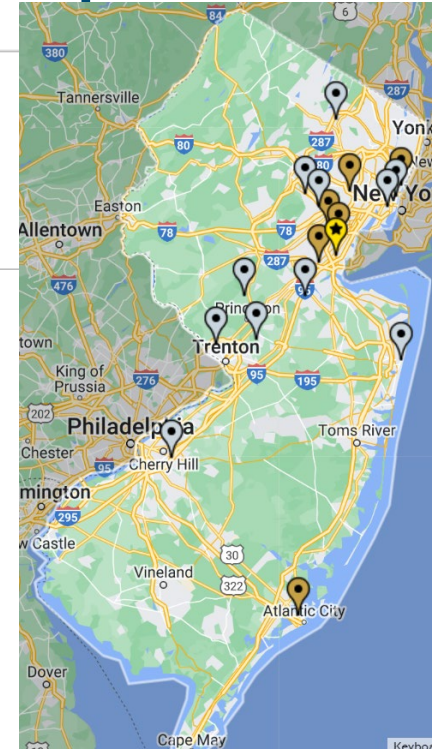 84
6
380
Tannersville
287
Yonk
80
287
80
New
New Yo
Easton
Allentown
78
78
287
476
95
Princeton
town
Trenton
King of
Prussia
276
95
195
202
Philadelphia
Toms River
Chester
95
Cherry Hill
mington
295
w Castle
30
Vineland
322
Atlantic City
Dover
Cape May
Keyboa